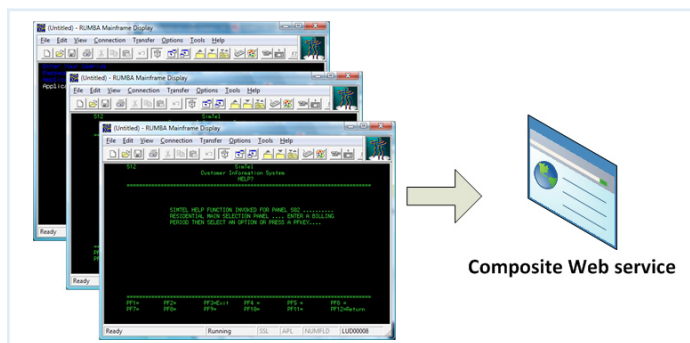 (Untitled) - RUMBA Mainframe Display
File Edit View Connection Transfer Options Tools Help
Applic
Ready
(Untitled) - RUMBA Mainframe Display
File Edit View Connection Transfer Options Tools Help
S12 SimTel
Ready
(Untitled) - RUMBA Mainframe Display
File Edit View Connection Transfer Options Tools Help
S12 SimTel
Customer Information System
HELP?
SIMTEL HELP FUNCTION INVOKED FOR PANEL S02 ..........
RESIDENTIAL MAIN SELECTION PANEL .... ENTER A BILLING
PERIOD THEN SELECT AN OPTION OR PRESS A PFKEY....
PF1= PF2= PF3=Exit PF4 = PF5 = PF6 =
PF7= PF8= PF9= PF10= PF11= PF12=Return
Ready Running SSL APL NUMFLD LUD00008
Composite Web service